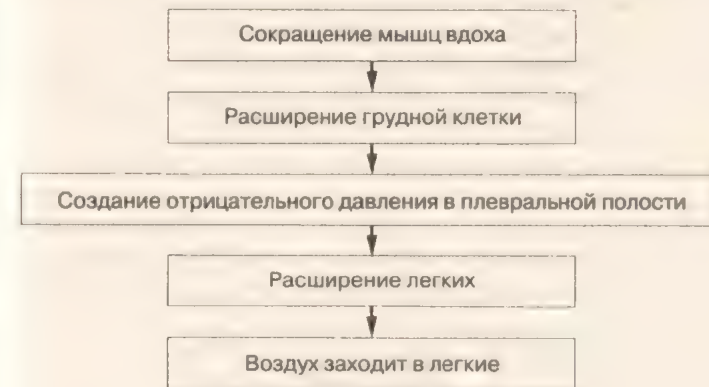 Сокращение мышц вдоха
Расширение грудной клетки
Создание отрицательного давления в плевральной полости
Расширение легких
Воздух заходит в легкие